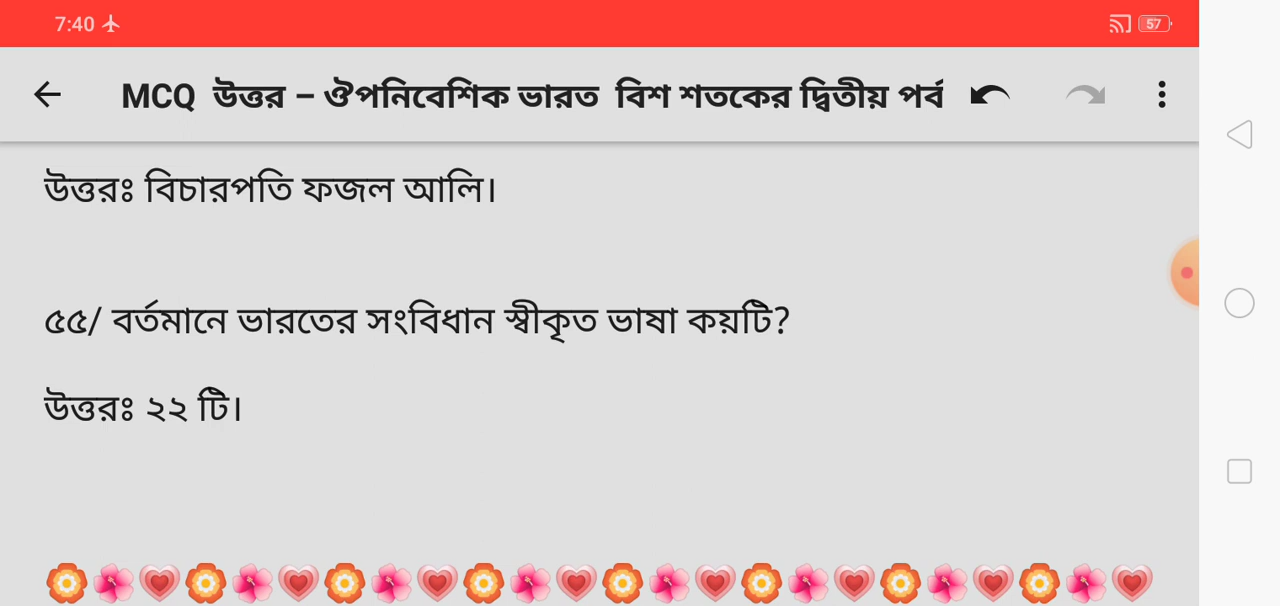 7:40
57
MCQ উত্তর – ঔপনিবেশিক ভারত বিশ শতকের দ্বিতীয় পর্ব
উত্তরঃ বিচারপতি ফজল আলি।
৫৫/ বর্তমানে ভারতের সংবিধান স্বীকৃত ভাষা কয়টি?
উত্তরঃ ২২ টি।